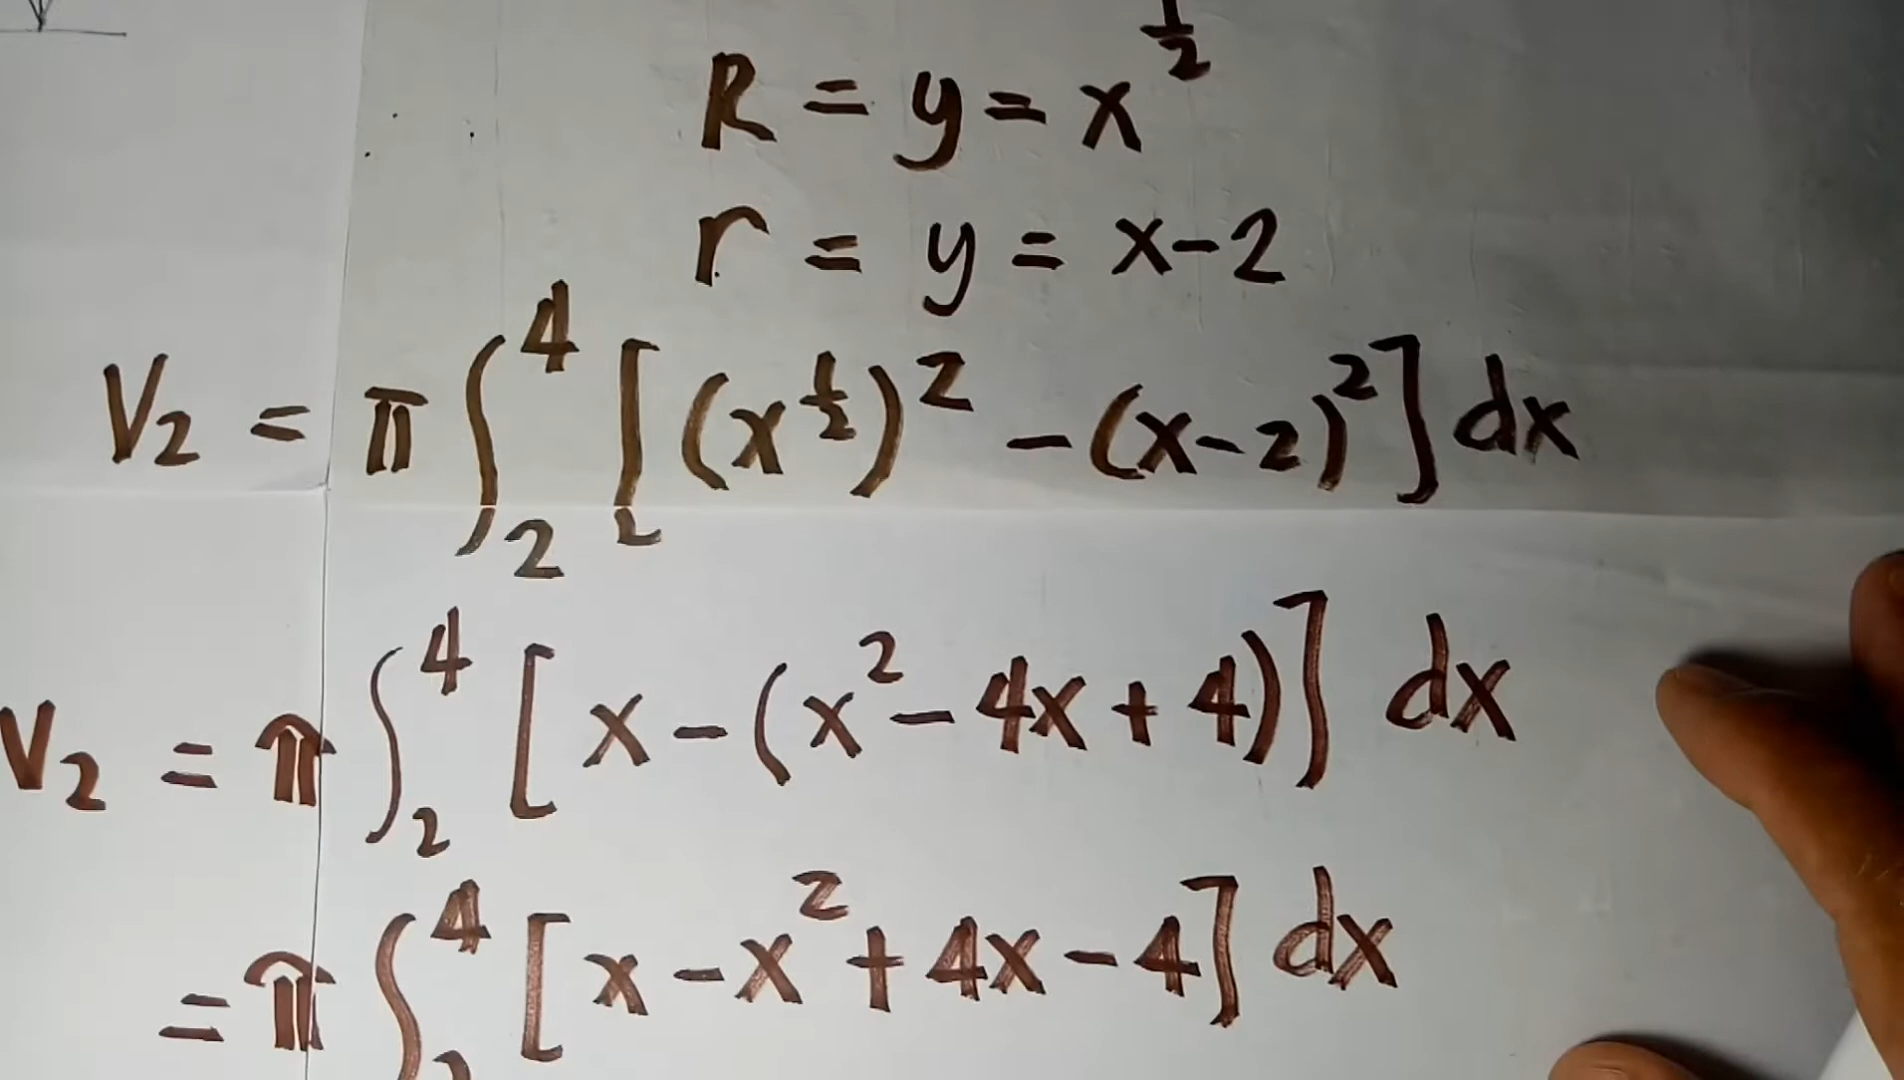 R = y = x^{1/2}
r = y = x-2
V₂ = π ∫₂⁴ [(x^{1/2})² - (x-2)²] dx
V₂ = π ∫₂⁴ [x - (x² - 4x + 4)] dx
= π ∫₂⁴ [x - x² + 4x - 4] dx